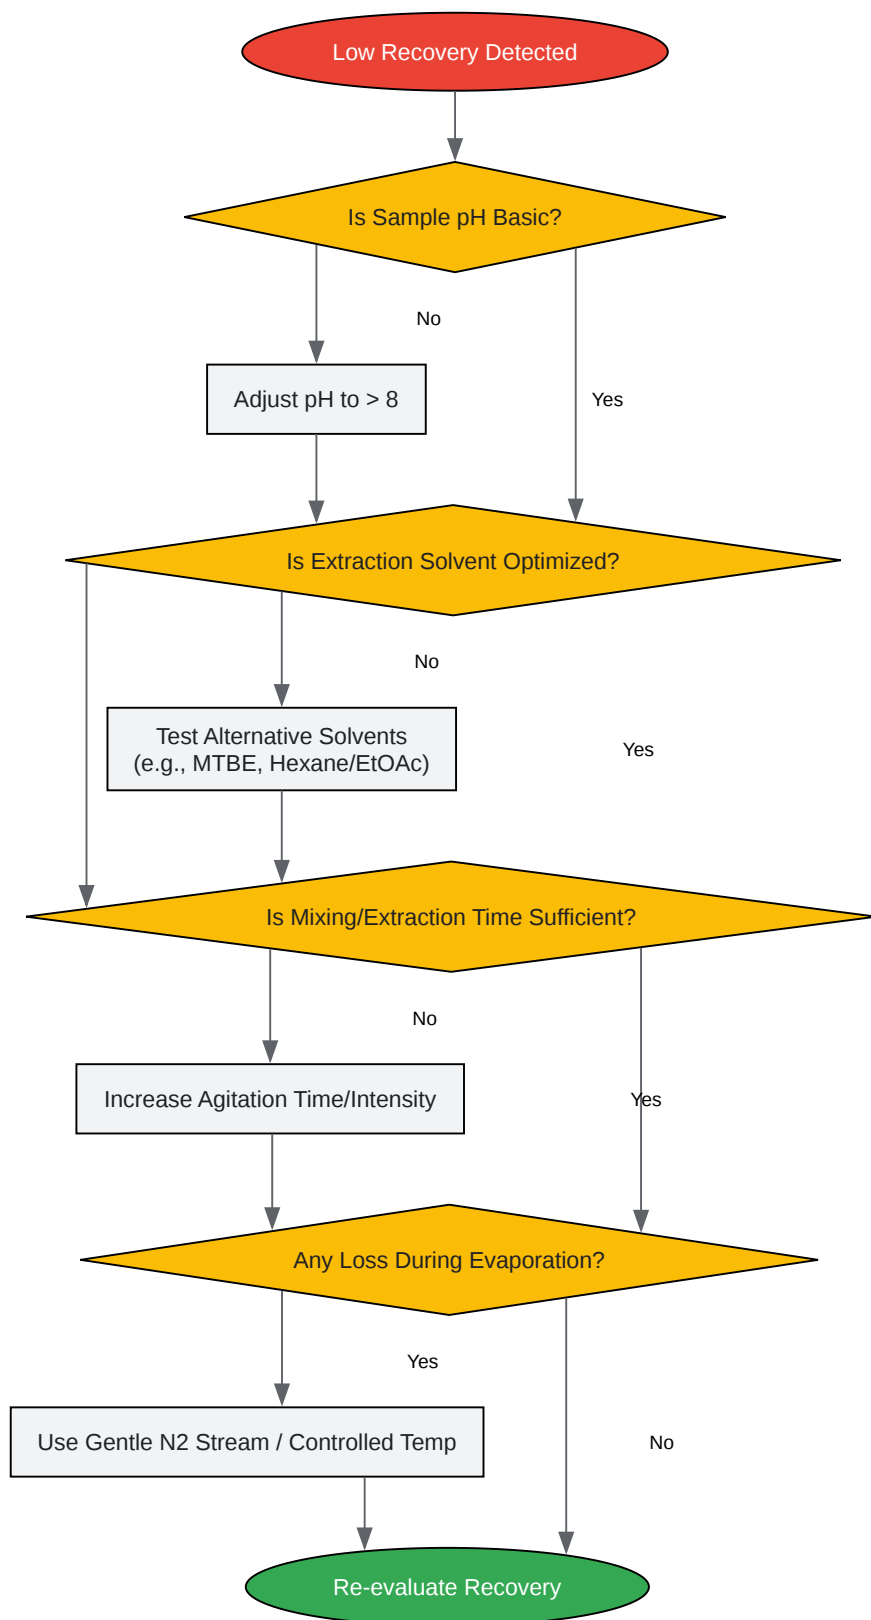 Low Recovery Detected
Is Sample pH Basic?
No
Adjust pH to > 8
Yes
Is Extraction Solvent Optimized?
No
Test Alternative Solvents
(e.g., MTBE, Hexane/EtOAc)
Yes
Is Mixing/Extraction Time Sufficient?
No
Increase Agitation Time/Intensity
Yes
Any Loss During Evaporation?
Yes
Use Gentle N2 Stream / Controlled Temp
No
Re-evaluate Recovery